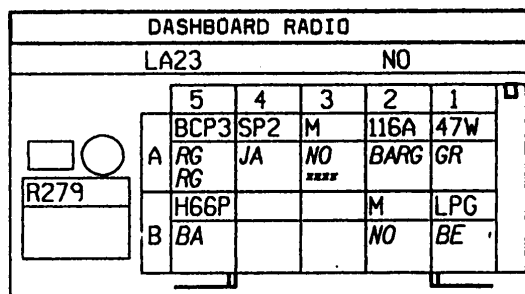 DASHBOARD RADIO
LA23 NO
5 4 3 2 1
BCP3 SP2 M 116A 47W
A RG JA NO BARG GR
RG ****
R279
H66P M LPG
B BA NO BE